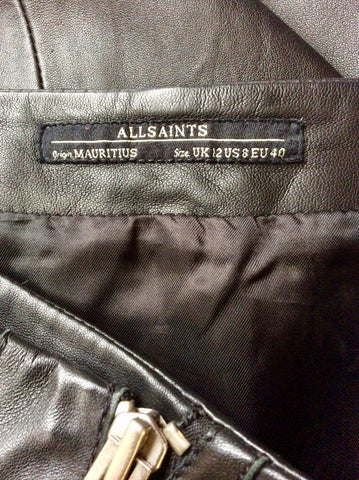 ALLSAINTS
Origin MAURITIUS Size UK 12 US 8 EU 40